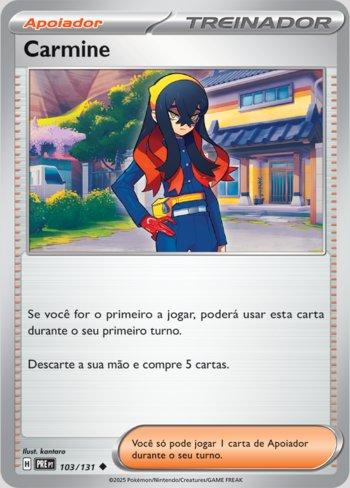 Apoiador
TREINADOR
Carmine
Se você for o primeiro a jogar, poderá usar esta carta
durante o seu primeiro turno.
Descarte a sua mão e compre 5 cartas.
Ilust. kantaro
H PRE PT 103/131 ◆
Você só pode jogar 1 carta de Apoiador
durante o seu turno.
©2025 Pokémon/Nintendo/Creatures/GAME FREAK